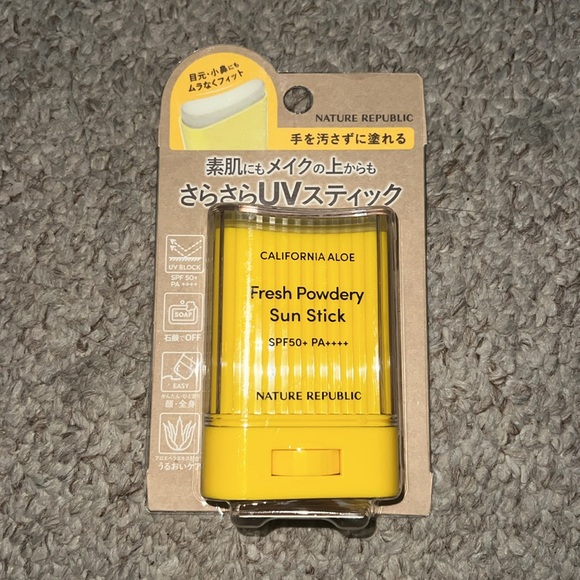 目元・小鼻にも
ムラなくフィット
NATURE REPUBLIC
手を汚さずに塗れる
素肌にもメイクの上からも
さらさらUVスティック
CALIFORNIA ALOE
Fresh Powdery
Sun Stick
SPF50+ PA++++
NATURE REPUBLIC
UV BLOCK
SPF 50+
PA ++++
SOAP
石鹸でOFF
EASY
顔・全身
うるおいケア